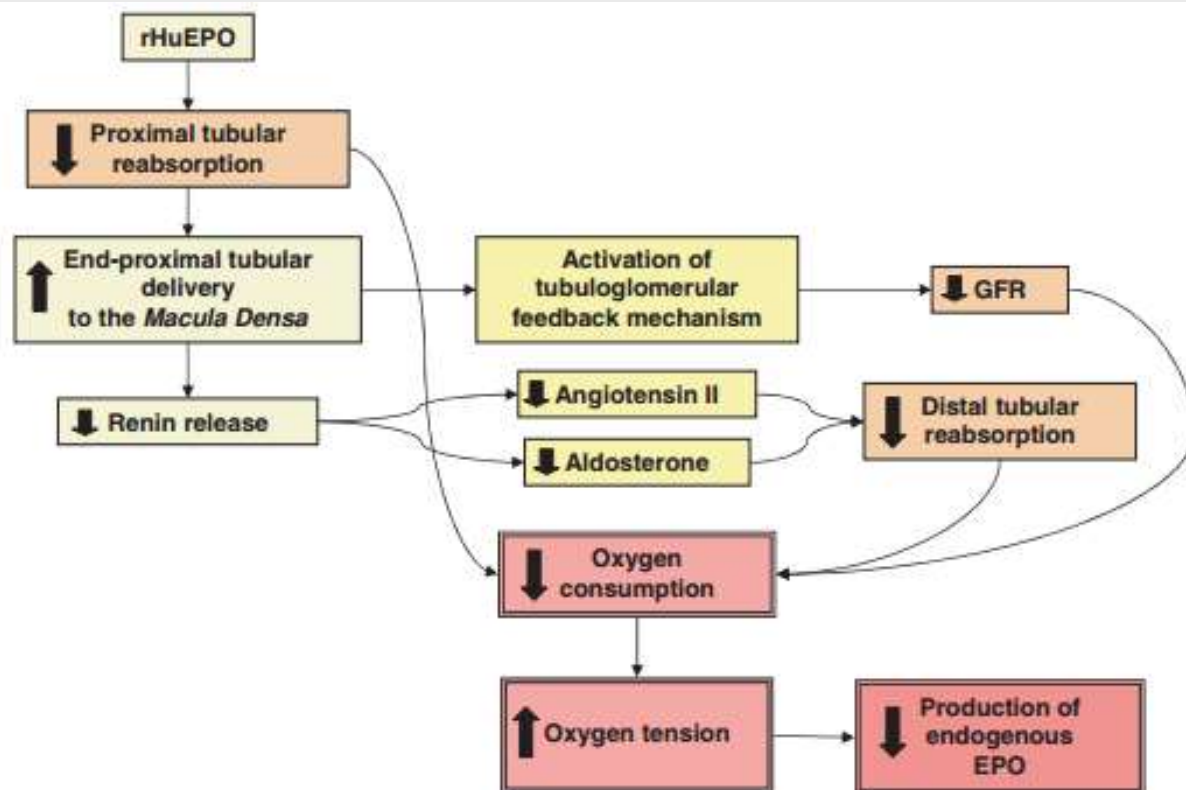 rHuEPO
Proximal tubular
reabsorption
End-proximal tubular
delivery
to the Macula Densa
Activation of
tubuloglomerular
feedback mechanism
GFR
Renin release
Angiotensin II
Aldosterone
Distal tubular
reabsorption
Oxygen
consumption
Oxygen tension
Production of
endogenous
EPO